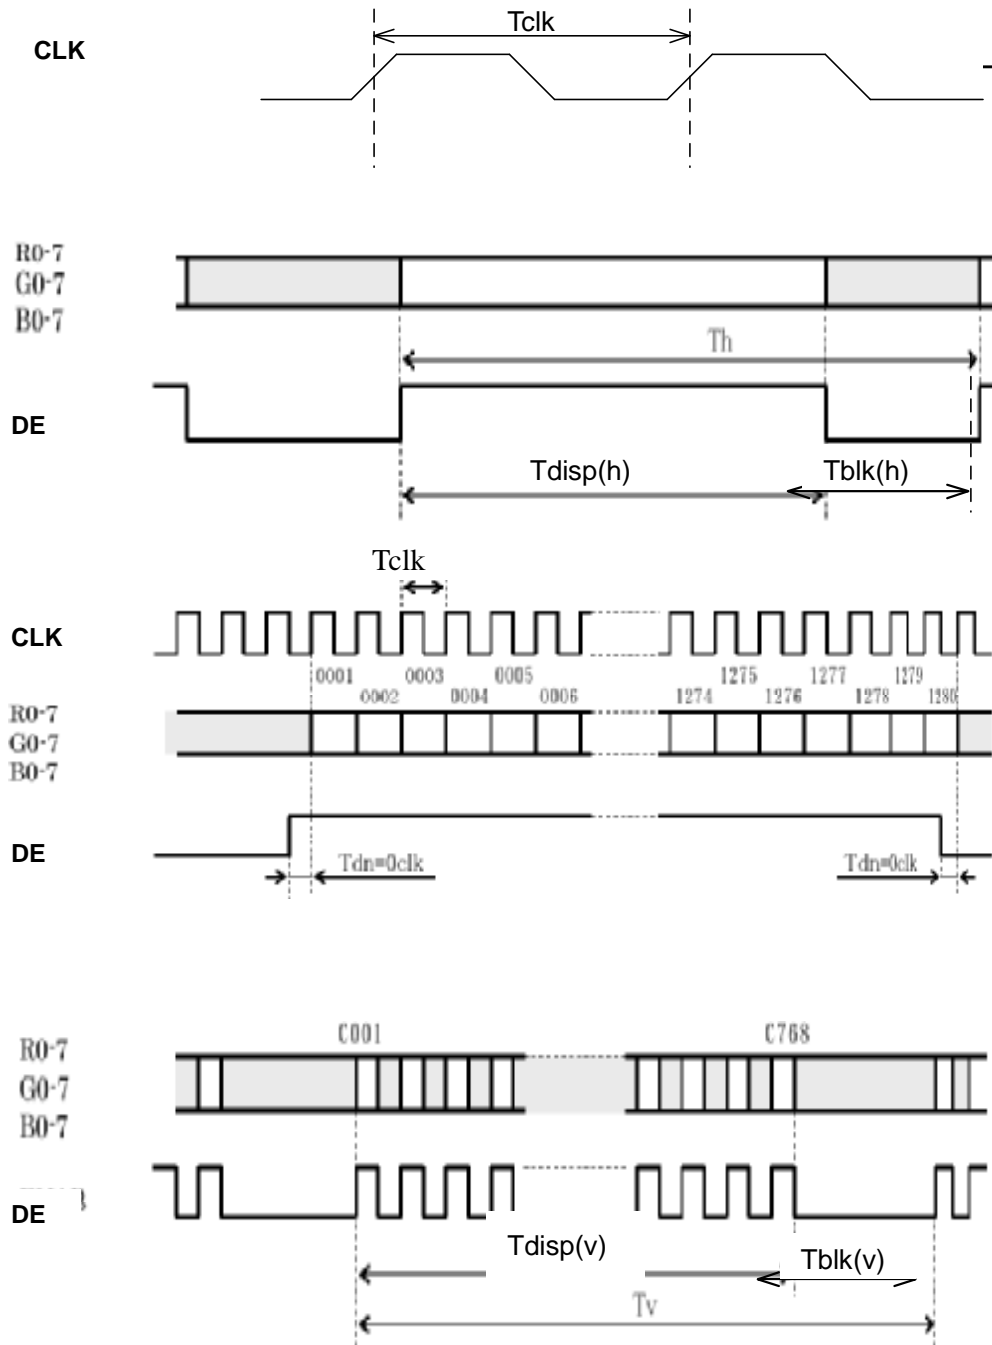 Tclk
CLK
R0-7
G0-7
B0-7
Th
DE
Tdisp(h) Tblk(h)
Tclk
CLK
0001 0003 0005 1275 1277 1279
0002 0004 0006 1274 1276 1278 1280
R0-7
G0-7
B0-7
DE
Tdn=0clk Tdn=0clk
C001 C768
R0-7
G0-7
B0-7
DE
Tdisp(v) Tblk(v)
Tv